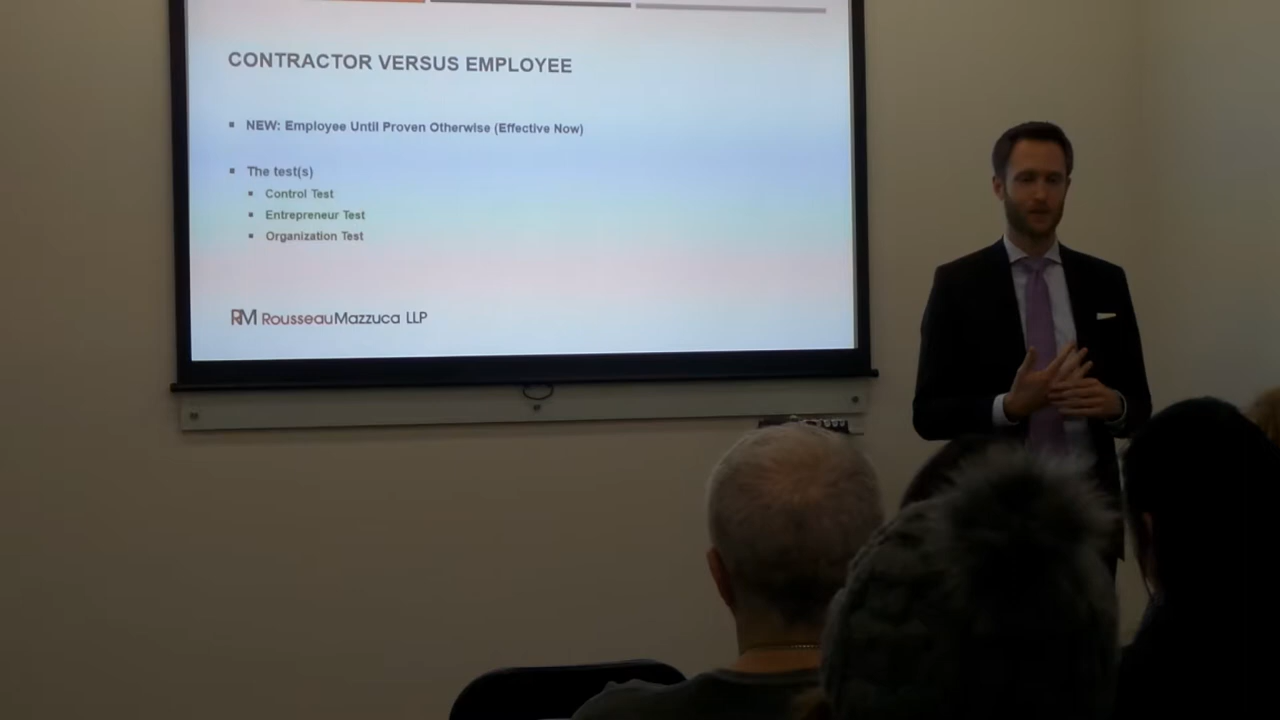 CONTRACTOR VERSUS EMPLOYEE
NEW: Employee Until Proven Otherwise (Effective Now)
The test(s)
Control Test
Entrepreneur Test
Organization Test
RM RousseauMazzuca LLP